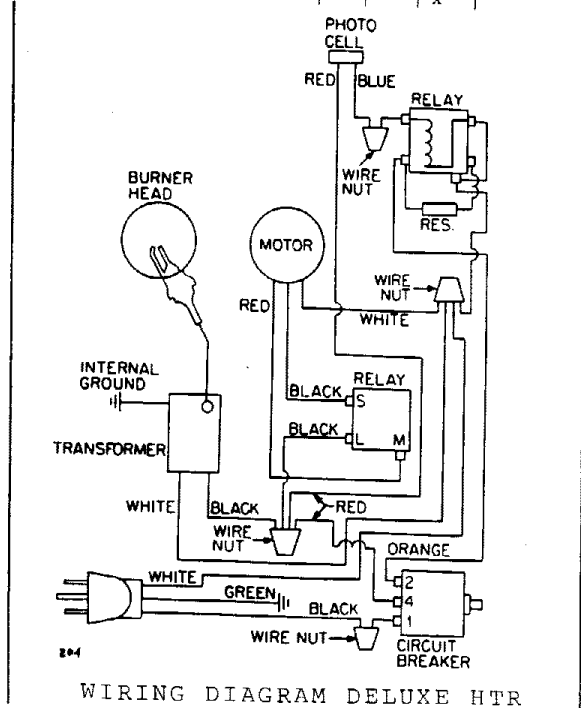 x
PHOTO
CELL
RED
BLUE
RELAY
WIRE
NUT
RES.
BURNER
HEAD
MOTOR
WIRE
NUT
RED
WHITE
INTERNAL
GROUND
RELAY
BLACK
S
BLACK
L
M
TRANSFORMER
WHITE
BLACK
RED
WIRE
NUT
ORANGE
WHITE
2
GREEN
4
BLACK
1
WIRE NUT
CIRCUIT
BREAKER
204
WIRING DIAGRAM DELUXE HTR